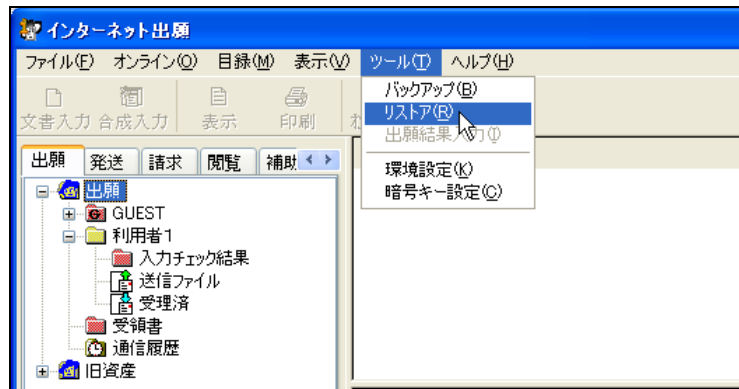 インターネット出願
ファイル(F) オンライン(O) 目録(M) 表示(V) ツール(T) ヘルプ(H)
文書入力 合成入力 表示 印刷
バックアップ(B)
リストア(R)
出願結果入力(I)
環境設定(K)
暗号キー設定(C)
出願 発送 請求 閲覧 補助
出願
GUEST
利用者1
入力チェック結果
送信ファイル
受理済
受領書
通信履歴
旧資産